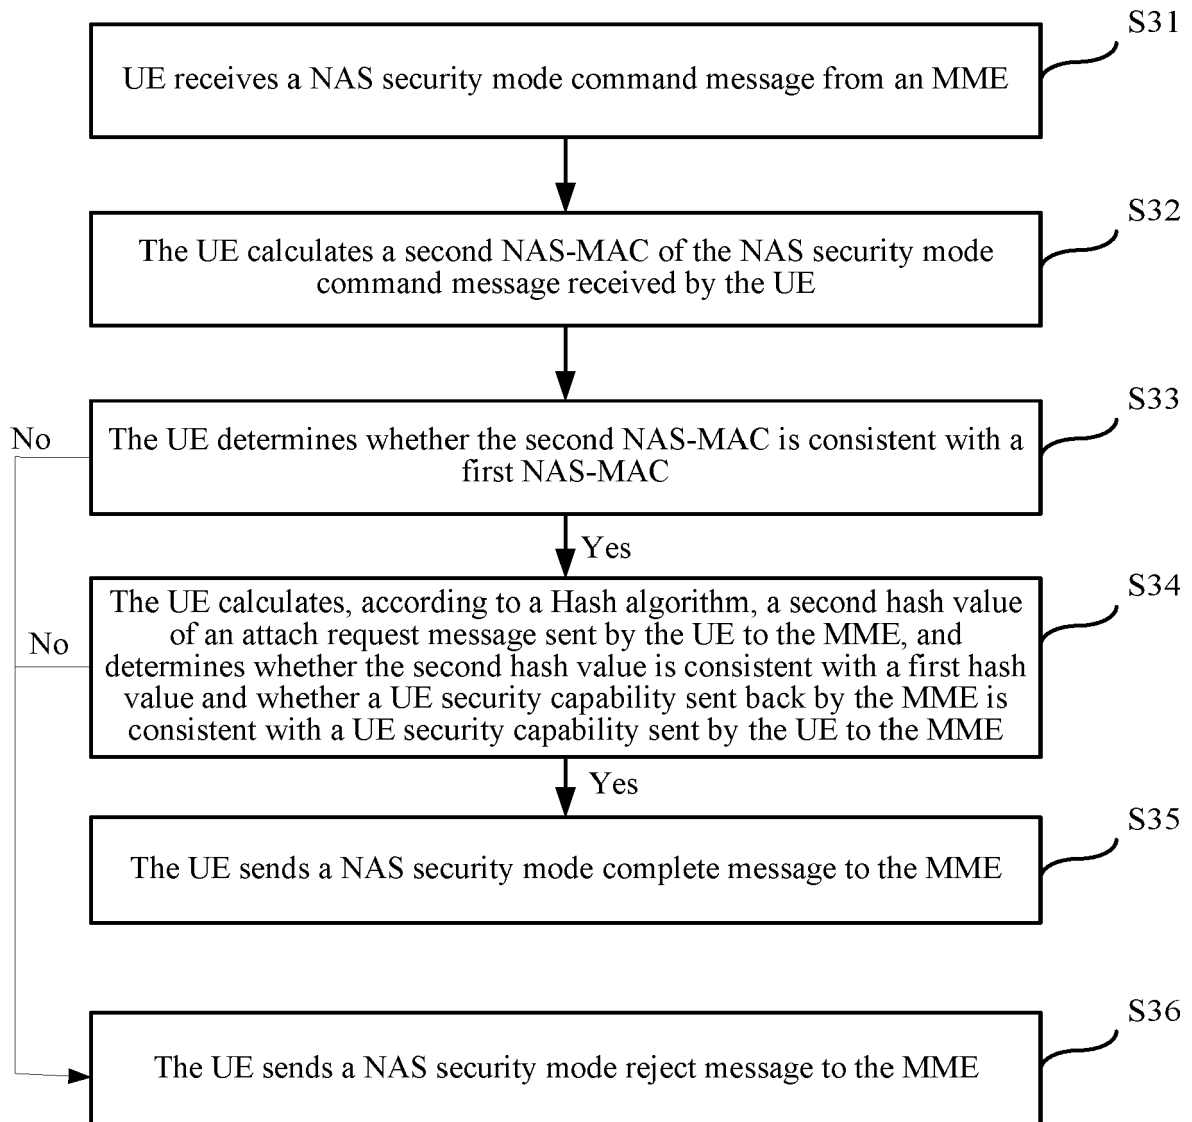 S31
UE receives a NAS security mode command message from an MME
S32
The UE calculates a second NAS-MAC of the NAS security mode
command message received by the UE
S33
No
The UE determines whether the second NAS-MAC is consistent with a
first NAS-MAC
Yes
S34
The UE calculates, according to a Hash algorithm, a second hash value
of an attach request message sent by the UE to the MME, and
No
determines whether the second hash value is consistent with a first hash
value and whether a UE security capability sent back by the MME is
consistent with a UE security capability sent by the UE to the MME
Yes
S35
The UE sends a NAS security mode complete message to the MME
S36
The UE sends a NAS security mode reject message to the MME